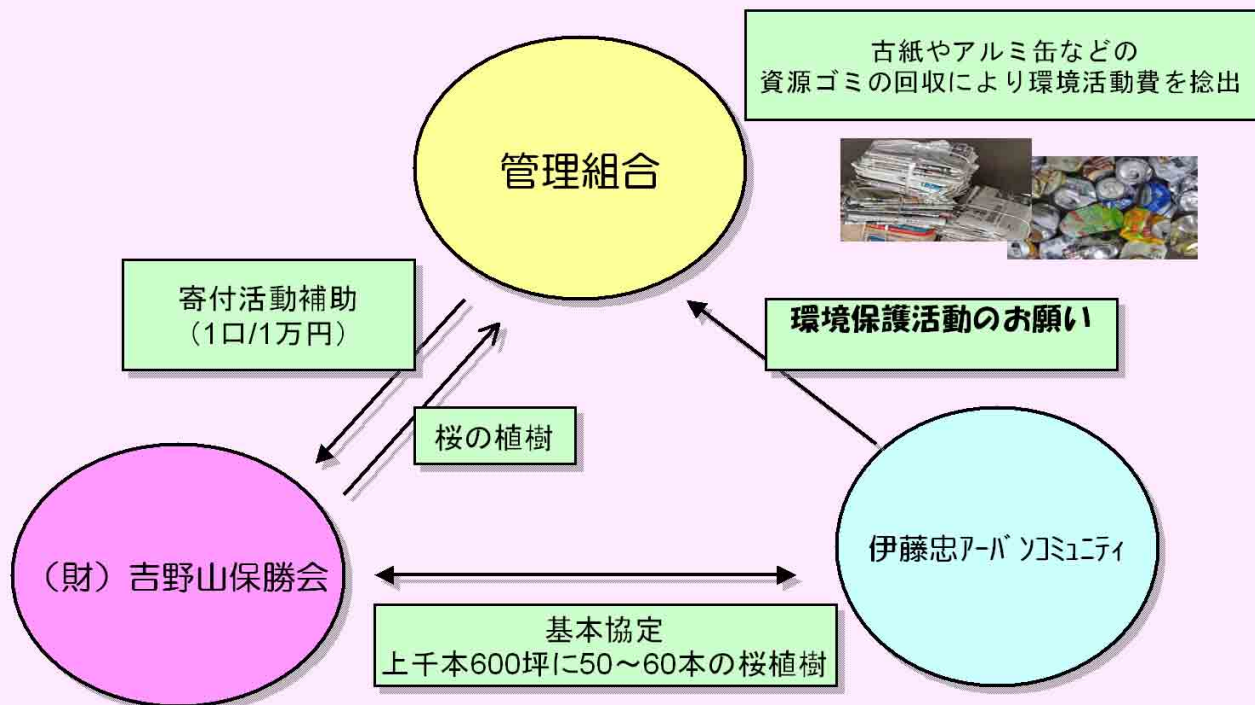 古紙やアルミ缶などの
資源ゴミの回収により環境活動費を捻出
管理組合
寄付活動補助
（1口/1万円）
環境保護活動のお願い
桜の植樹
（財）吉野山保勝会
伊藤忠ｱｰﾊﾞﾝｺﾐｭﾆﾃｨ
基本協定
上千本600坪に50～60本の桜植樹